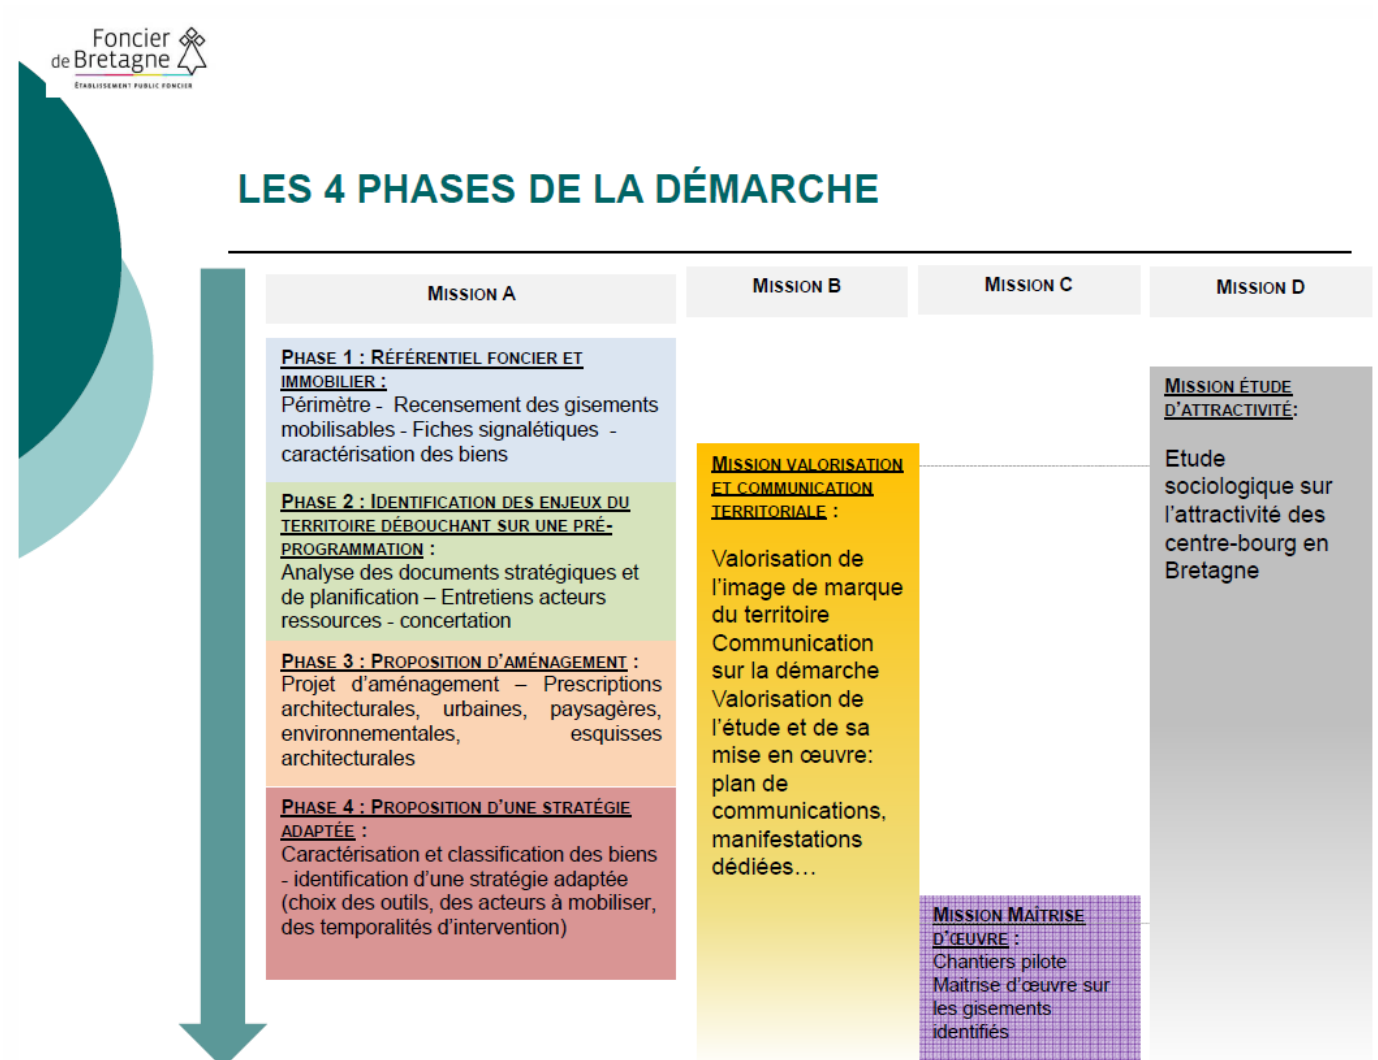 Foncier
de Bretagne
ÉTABLISSEMENT PUBLIC FONCIER
LES 4 PHASES DE LA DÉMARCHE
MISSION A
MISSION B
MISSION C
MISSION D
PHASE 1 : RÉFÉRENTIEL FONCIER ET
IMMOBILIER :
Périmètre - Recensement des gisements
mobilisables - Fiches signalétiques -
caractérisation des biens
PHASE 2 : IDENTIFICATION DES ENJEUX DU
TERRITOIRE DÉBOUCHANT SUR UNE PRÉ-
PROGRAMMATION :
Analyse des documents stratégiques et
de planification – Entretiens acteurs
ressources - concertation
PHASE 3 : PROPOSITION D'AMÉNAGEMENT :
Projet d'aménagement – Prescriptions
architecturales, urbaines, paysagères,
environnementales, esquisses
architecturales
PHASE 4 : PROPOSITION D'UNE STRATÉGIE
ADAPTÉE :
Caractérisation et classification des biens
- identification d'une stratégie adaptée
(choix des outils, des acteurs à mobiliser,
des temporalités d'intervention)
MISSION VALORISATION
ET COMMUNICATION
TERRITORIALE :
Valorisation de
l'image de marque
du territoire
Communication
sur la démarche
Valorisation de
l'étude et de sa
mise en œuvre:
plan de
communications,
manifestations
dédiées…
MISSION MAÎTRISE
D'ŒUVRE :
Chantiers pilote
Maitrise d'œuvre sur
les gisements
identifiés
MISSION ÉTUDE
D'ATTRACTIVITÉ:
Etude
sociologique sur
l'attractivité des
centre-bourg en
Bretagne